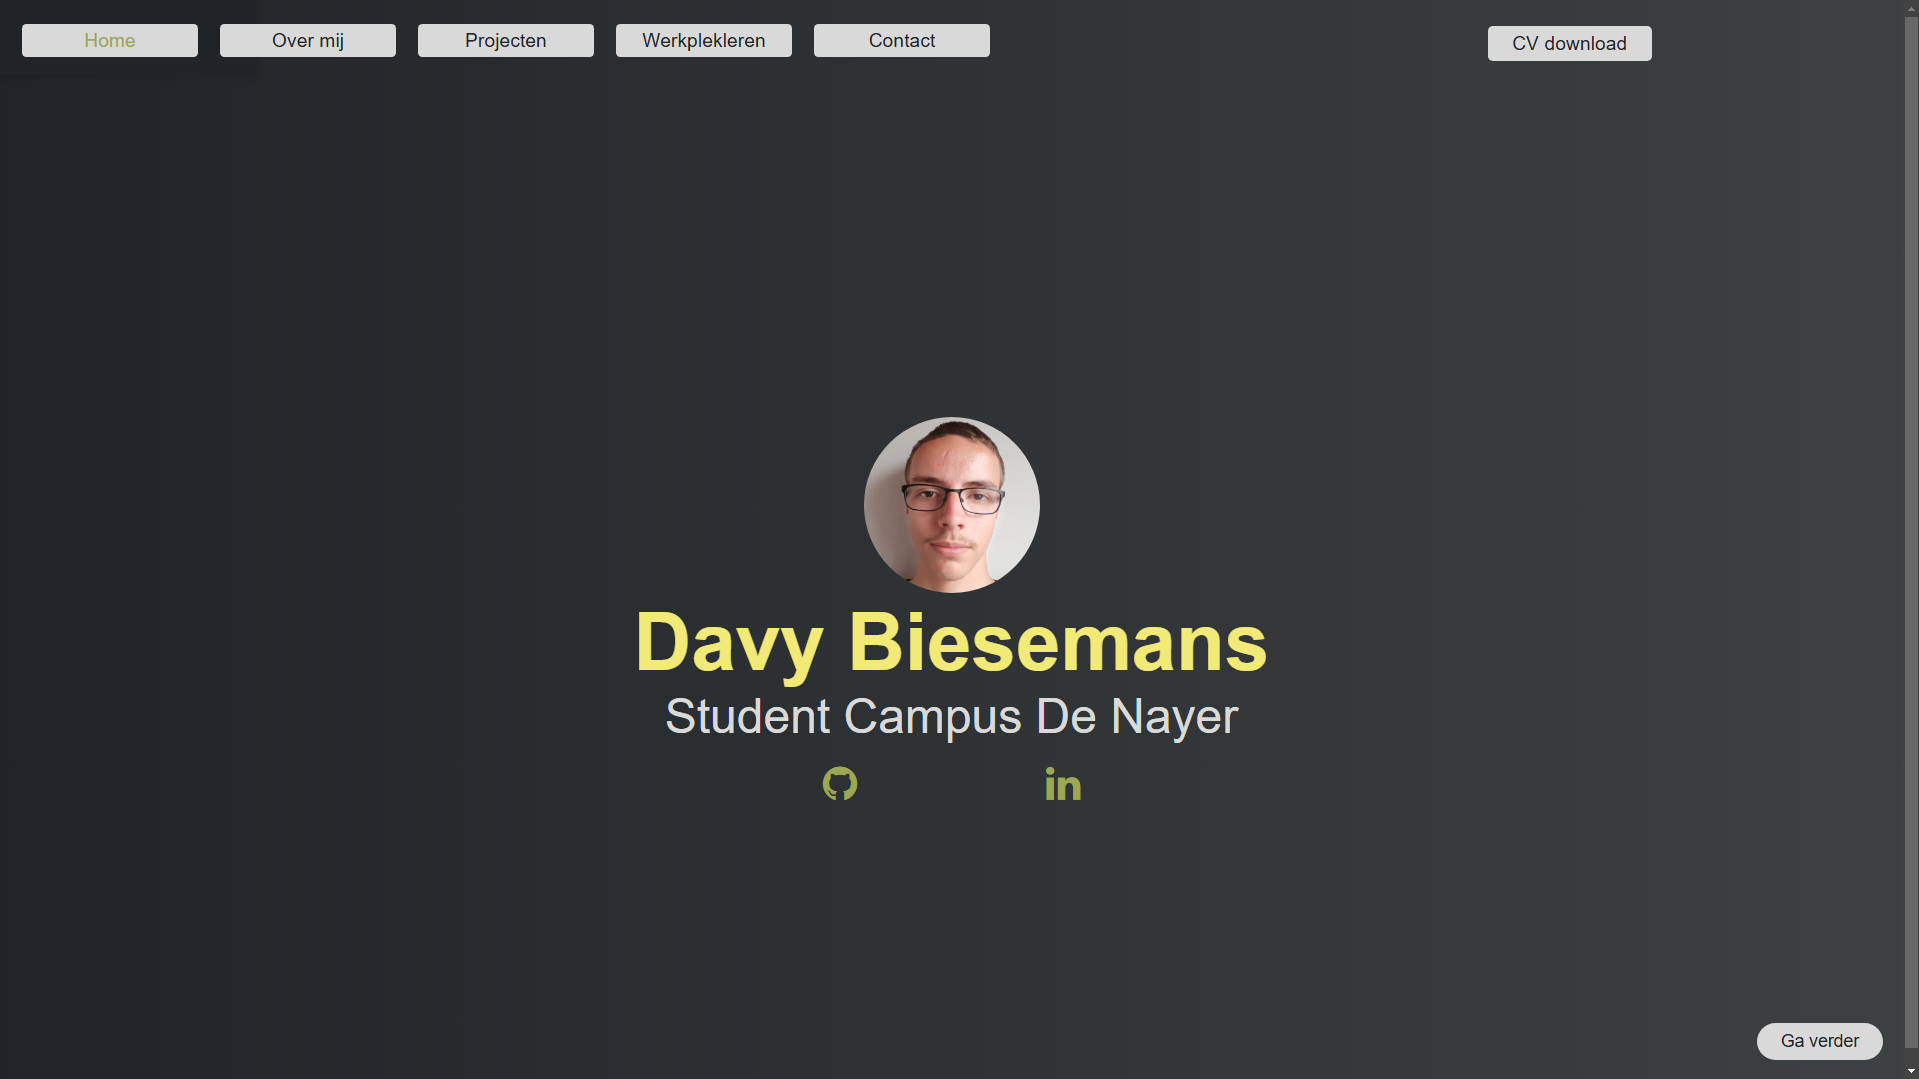 Home
Over mij
Projecten
Werkplekleren
Contact
CV download
Davy Biesemans
Student Campus De Nayer
in
Ga verder